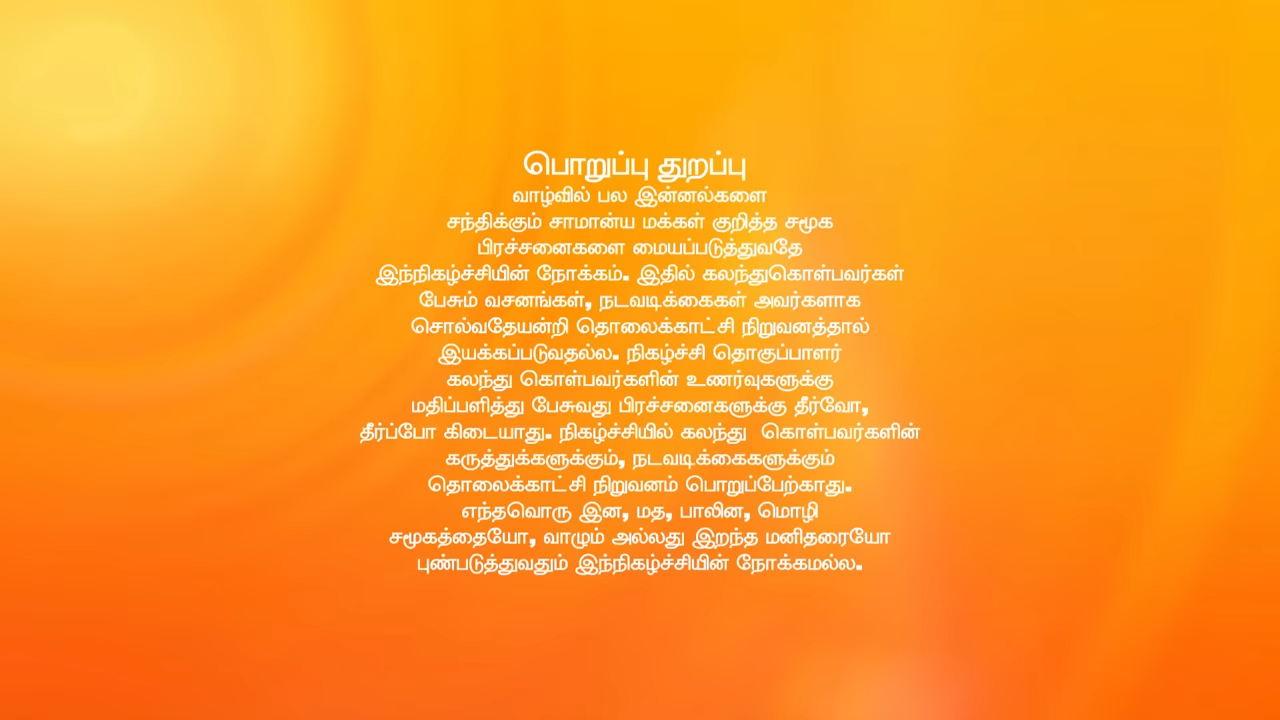 பொறுப்பு துறப்பு
வாழ்வில் பல இன்னல்களை
சந்திக்கும் சாமான்ய மக்கள் குறித்த சமூக
பிரச்சனைகளை மையப்படுத்துவதே
இந்நிகழ்ச்சியின் நோக்கம். இதில் கலந்துகொள்பவர்கள்
பேசும் வசனங்கள், நடவடிக்கைகள் அவர்களாக
சொல்வதேயன்றி தொலைக்காட்சி நிறுவனத்தால்
இயக்கப்படுவதல்ல. நிகழ்ச்சி தொகுப்பாளர்
கலந்து கொள்பவர்களின் உணர்வுகளுக்கு
மதிப்பளித்து பேசுவது பிரச்சனைகளுக்கு தீர்வோ,
தீர்ப்போ கிடையாது. நிகழ்ச்சியில் கலந்து  கொள்பவர்களின்
கருத்துக்களுக்கும், நடவடிக்கைகளுக்கும்
தொலைக்காட்சி நிறுவனம் பொறுப்பேற்காது.
எந்தவொரு இன, மத, பாலின, மொழி
சமூகத்தையோ, வாழும் அல்லது இறந்த மனிதரையோ
புண்படுத்துவதும் இந்நிகழ்ச்சியின் நோக்கமல்ல.